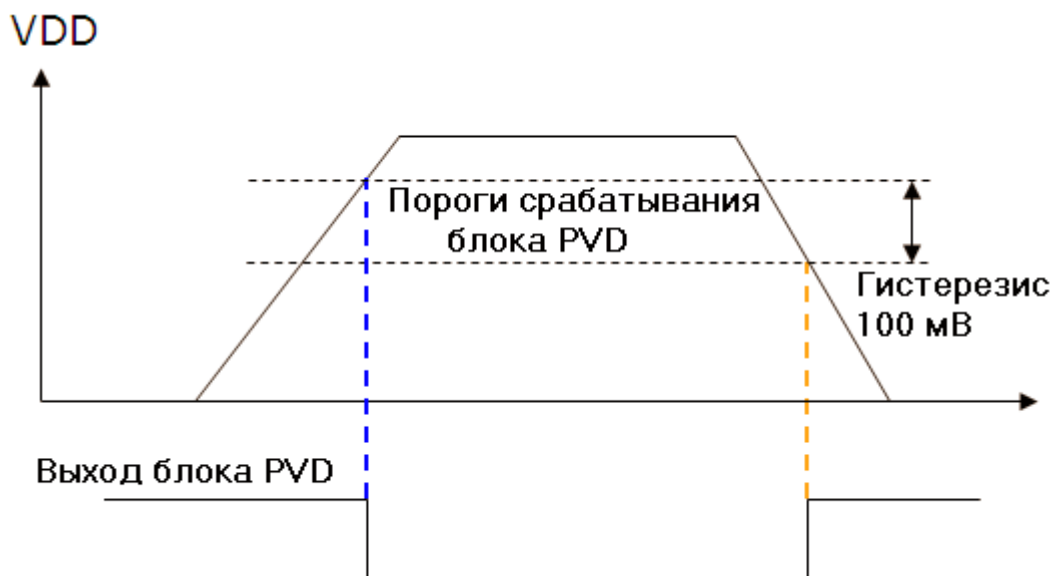 VDD
Пороги срабатывания
блока PVD
Гистерезис
100 мВ
Выход блока PVD